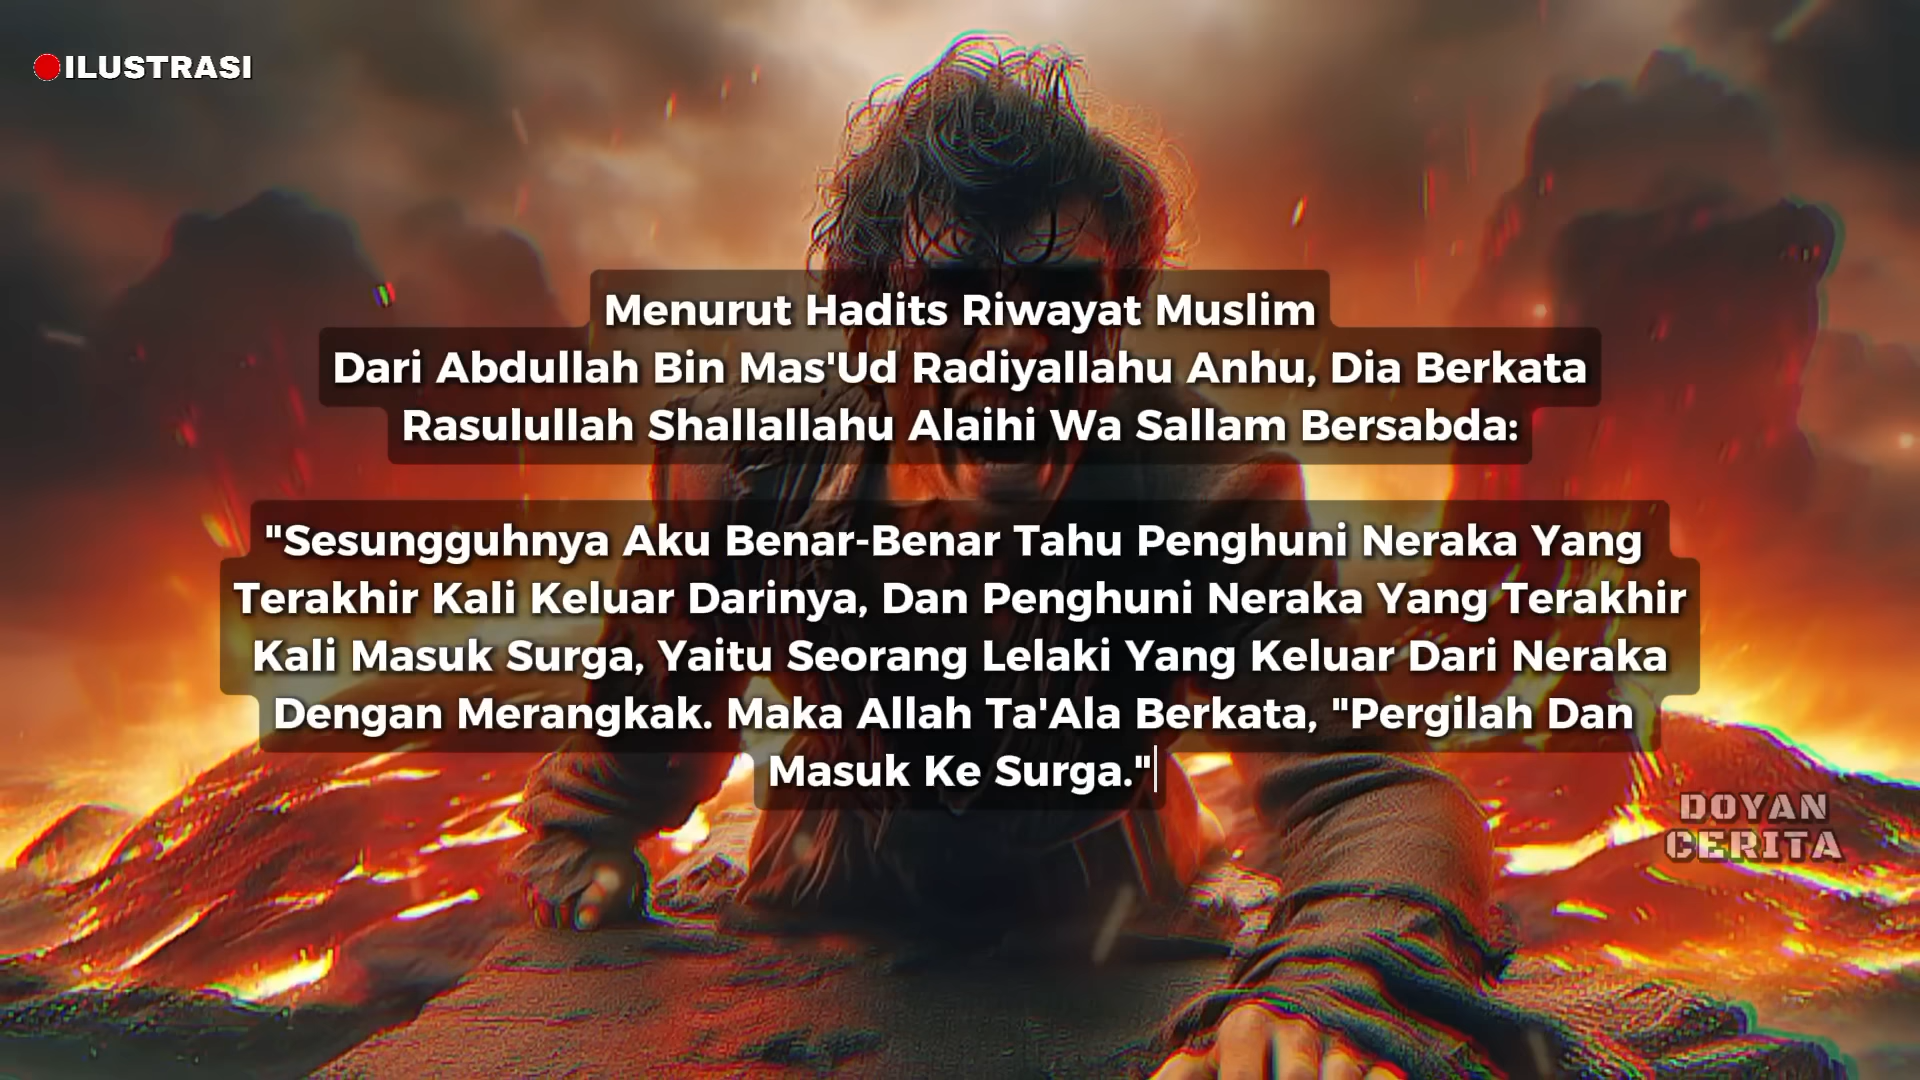 ILUSTRASI
Menurut Hadits Riwayat Muslim
Dari Abdullah Bin Mas'Ud Radiyallahu Anhu, Dia Berkata
Rasulullah Shallallahu Alaihi Wa Sallam Bersabda:
"Sesungguhnya Aku Benar-Benar Tahu Penghuni Neraka Yang
Terakhir Kali Keluar Darinya, Dan Penghuni Neraka Yang Terakhir
Kali Masuk Surga, Yaitu Seorang Lelaki Yang Keluar Dari Neraka
Dengan Merangkak. Maka Allah Ta'Ala Berkata, "Pergilah Dan
Masuk Ke Surga."
DOYAN
CERITA